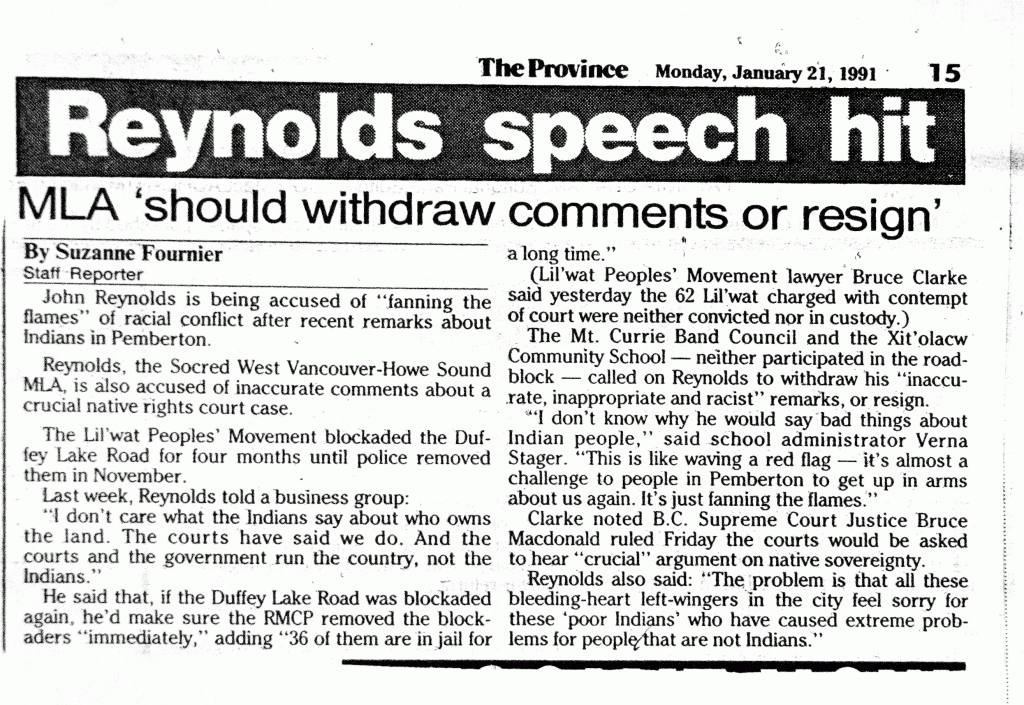 The Province Monday, January 21, 1991 15
Reynolds speech hit
MLA 'should withdraw comments or resign'
By Suzanne Fournier
Staff Reporter
John Reynolds is being accused of "fanning the
flames" of racial conflict after recent remarks about
Indians in Pemberton.
Reynolds, the Socred West Vancouver-Howe Sound
MLA, is also accused of inaccurate comments about a
crucial native rights court case.
The Lil'wat Peoples' Movement blockaded the Duf-
fey Lake Road for four months until police removed
them in November.
Last week, Reynolds told a business group:
"I don't care what the Indians say about who owns
the land. The courts have said we do. And the
courts and the government run the country, not the
Indians."
He said that, if the Duffey Lake Road was blockaded
again, he'd make sure the RMCP removed the block-
aders "immediately," adding "36 of them are in jail for
a long time."
(Lil'wat Peoples' Movement lawyer Bruce Clarke
said yesterday the 62 Lil'wat charged with contempt
of court were neither convicted nor in custody.)
The Mt. Currie Band Council and the Xit'olacw
Community School — neither participated in the road-
block — called on Reynolds to withdraw his "inaccu-
rate, inappropriate and racist" remarks, or resign.
"I don't know why he would say bad things about
Indian people," said school administrator Verna
Stager. "This is like waving a red flag — it's almost a
challenge to people in Pemberton to get up in arms
about us again. It's just fanning the flames."
Clarke noted B.C. Supreme Court Justice Bruce
Macdonald ruled Friday the courts would be asked
to hear "crucial" argument on native sovereignty.
Reynolds also said: "The problem is that all these
bleeding-heart left-wingers in the city feel sorry for
these 'poor Indians' who have caused extreme prob-
lems for people that are not Indians."